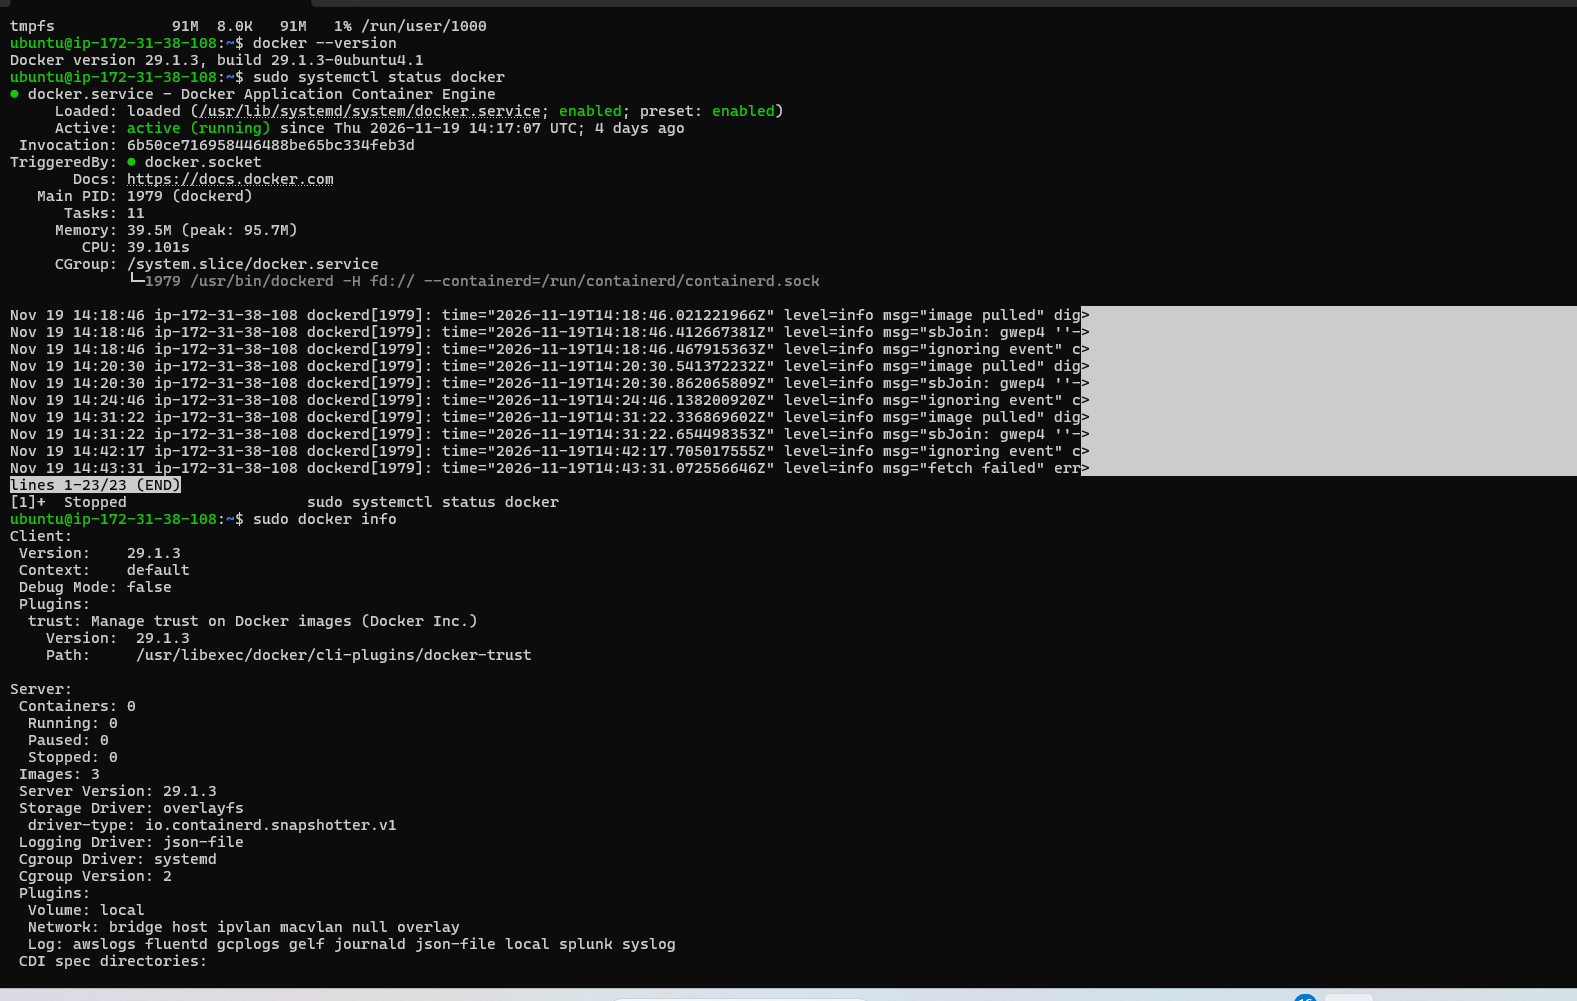 tmpfs             91M  8.0K   91M   1% /run/user/1000
ubuntu@ip-172-31-38-108:~$ docker --version
Docker version 29.1.3, build 29.1.3-0ubuntu4.1
ubuntu@ip-172-31-38-108:~$ sudo systemctl status docker
● docker.service - Docker Application Container Engine
     Loaded: loaded (/usr/lib/systemd/system/docker.service; enabled; preset: enabled)
     Active: active (running) since Thu 2026-11-19 14:17:07 UTC; 4 days ago
 Invocation: 6b50ce716958446488be65bc334feb3d
TriggeredBy: ● docker.socket
       Docs: https://docs.docker.com
   Main PID: 1979 (dockerd)
      Tasks: 11
     Memory: 39.5M (peak: 95.7M)
        CPU: 39.101s
     CGroup: /system.slice/docker.service
             └─1979 /usr/bin/dockerd -H fd:// --containerd=/run/containerd/containerd.sock
Nov 19 14:18:46 ip-172-31-38-108 dockerd[1979]: time="2026-11-19T14:18:46.021221966Z" level=info msg="image pulled" dig>
Nov 19 14:18:46 ip-172-31-38-108 dockerd[1979]: time="2026-11-19T14:18:46.412667381Z" level=info msg="sbJoin: gwep4 ''->
Nov 19 14:18:46 ip-172-31-38-108 dockerd[1979]: time="2026-11-19T14:18:46.467915363Z" level=info msg="ignoring event" c>
Nov 19 14:20:30 ip-172-31-38-108 dockerd[1979]: time="2026-11-19T14:20:30.541372232Z" level=info msg="image pulled" dig>
Nov 19 14:20:30 ip-172-31-38-108 dockerd[1979]: time="2026-11-19T14:20:30.862065809Z" level=info msg="sbJoin: gwep4 ''->
Nov 19 14:24:46 ip-172-31-38-108 dockerd[1979]: time="2026-11-19T14:24:46.138200920Z" level=info msg="ignoring event" c>
Nov 19 14:31:22 ip-172-31-38-108 dockerd[1979]: time="2026-11-19T14:31:22.336869602Z" level=info msg="image pulled" dig>
Nov 19 14:31:22 ip-172-31-38-108 dockerd[1979]: time="2026-11-19T14:31:22.654498353Z" level=info msg="sbJoin: gwep4 ''->
Nov 19 14:42:17 ip-172-31-38-108 dockerd[1979]: time="2026-11-19T14:42:17.705017555Z" level=info msg="ignoring event" c>
Nov 19 14:43:31 ip-172-31-38-108 dockerd[1979]: time="2026-11-19T14:43:31.072556646Z" level=info msg="fetch failed" err>
lines 1-23/23 (END)
[1]+  Stopped                    sudo systemctl status docker
ubuntu@ip-172-31-38-108:~$ sudo docker info
Client:
 Version:    29.1.3
 Context:    default
 Debug Mode: false
 Plugins:
  trust: Manage trust on Docker images (Docker Inc.)
    Version:  29.1.3
    Path:     /usr/libexec/docker/cli-plugins/docker-trust
Server:
 Containers: 0
  Running: 0
  Paused: 0
  Stopped: 0
 Images: 3
 Server Version: 29.1.3
 Storage Driver: overlayfs
  driver-type: io.containerd.snapshotter.v1
 Logging Driver: json-file
 Cgroup Driver: systemd
 Cgroup Version: 2
 Plugins:
  Volume: local
  Network: bridge host ipvlan macvlan null overlay
  Log: awslogs fluentd gcplogs gelf journald json-file local splunk syslog
 CDI spec directories: